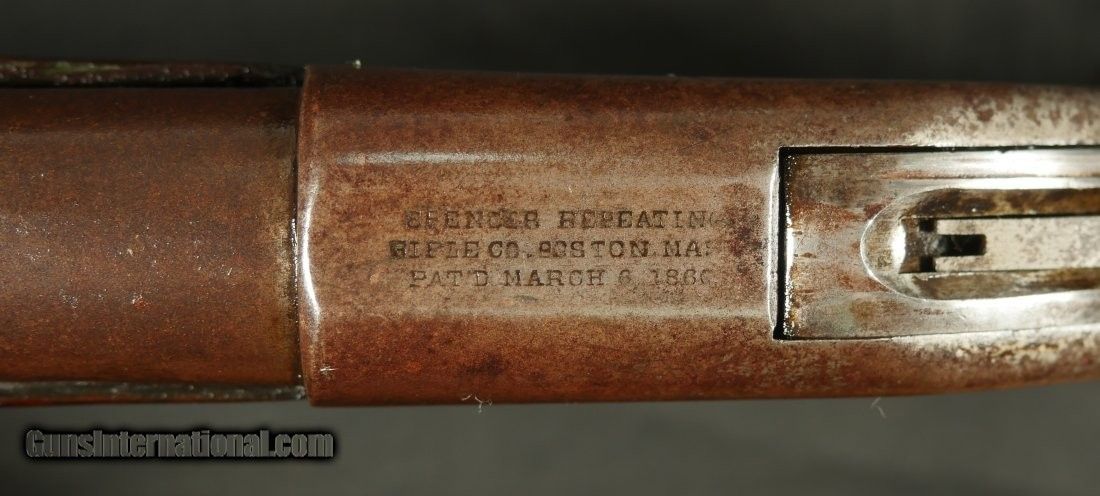 SPENCER REPEATING
RIFLE CO. BOSTON. MAS
PAT'D MARCH 6, 1860
GunsInternational.com